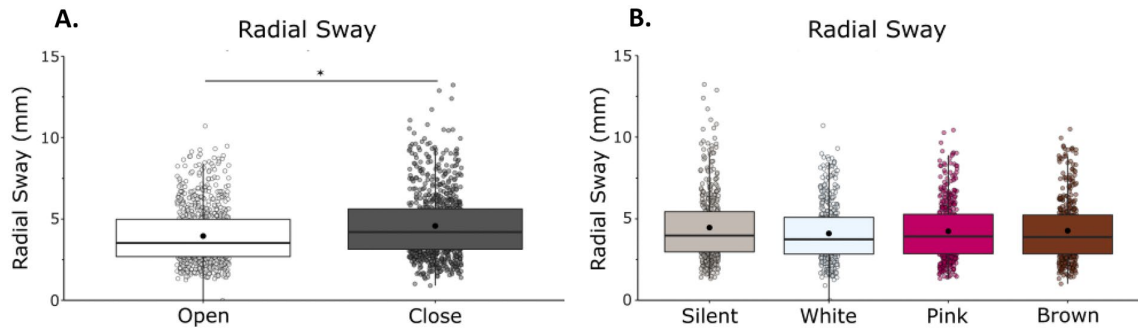 A.
Radial Sway
15
10
5
0
Radial Sway (mm)
*
Open Close
B.
Radial Sway
15
10
5
0
Radial Sway (mm)
Silent White Pink Brown